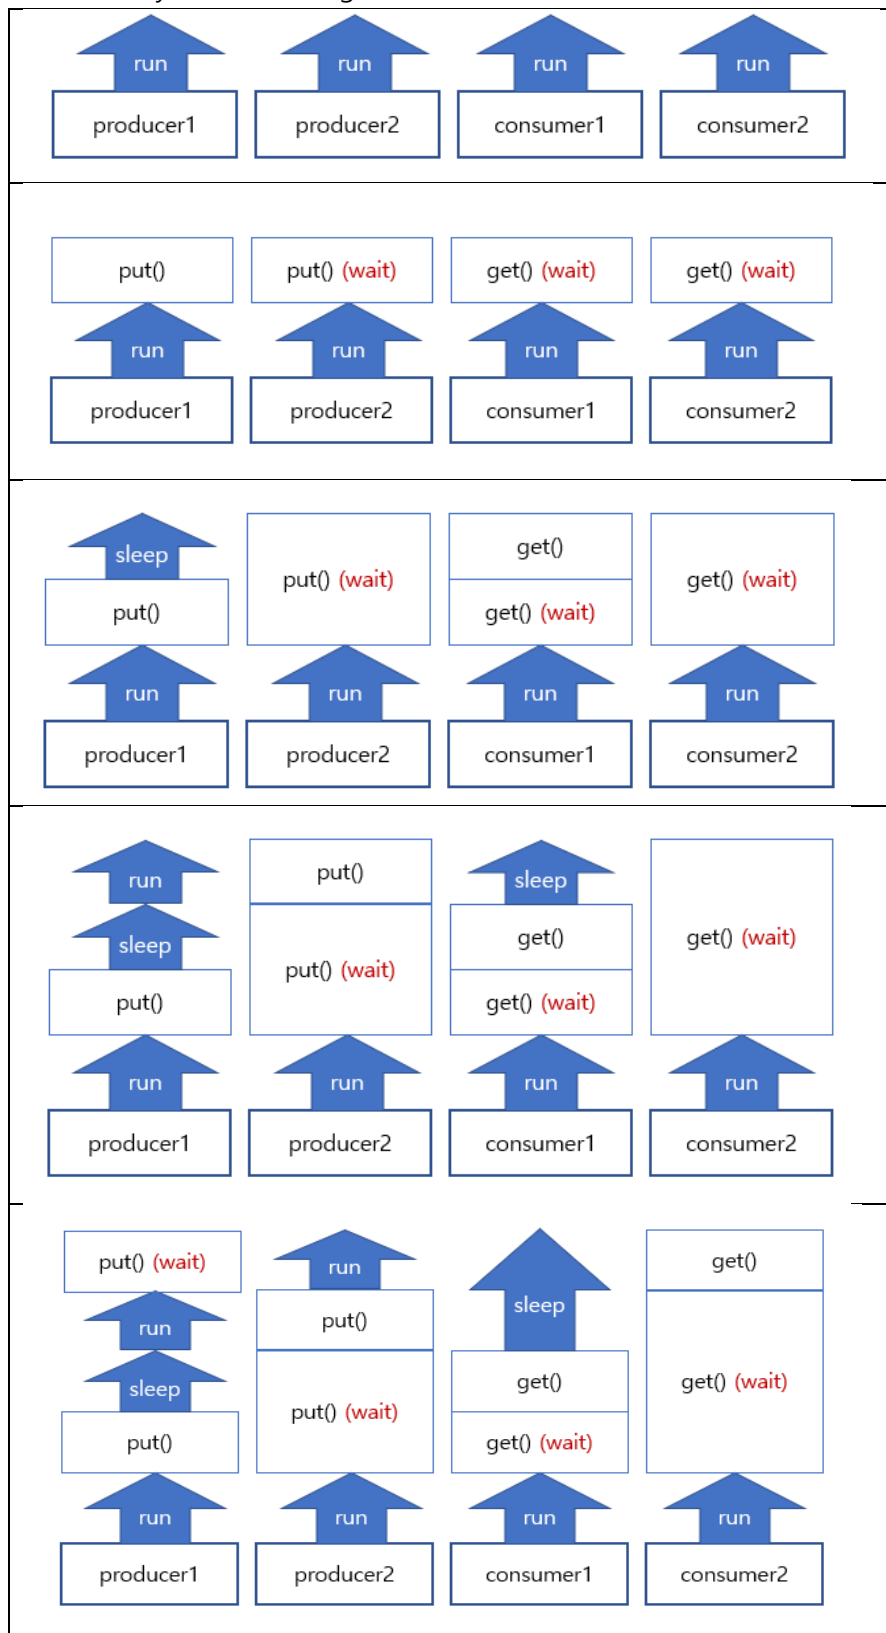 run run run run
producer1 producer2 consumer1 consumer2
put() put() (wait) get() (wait) get() (wait)
run run run run
producer1 producer2 consumer1 consumer2
get()
sleep
put() (wait) get() (wait)
put() get() (wait)
run run run run
producer1 producer2 consumer1 consumer2
put()
run sleep
get() get() (wait)
sleep
put() (wait)
put() get() (wait)
run run run run
producer1 producer2 consumer1 consumer2
put() (wait) get()
run
sleep
run put()
get() get() (wait)
sleep
put() (wait)
put() get() (wait)
run run run run
producer1 producer2 consumer1 consumer2